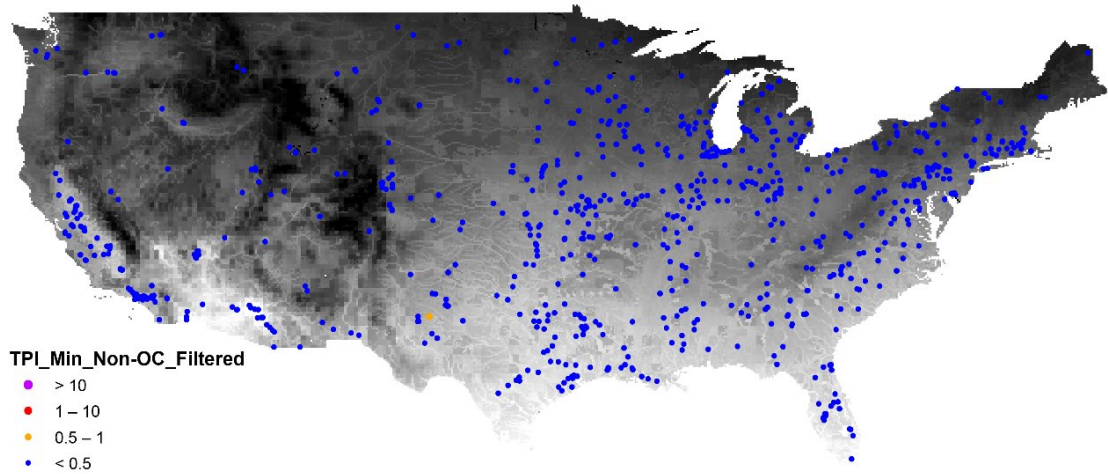 TPI_Min_Non-OC_Filtered
> 10
1 – 10
0.5 – 1
< 0.5